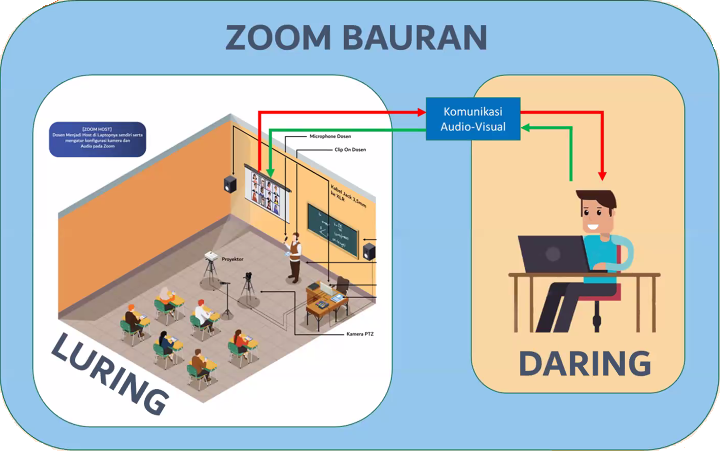 ZOOM BAURAN
[ZOOM HOST]
Dosen Menjadi Host di Laptopnya sendiri serta
mengatur konfigurasi kamera dan
Audio pada Zoom
Komunikasi
Audio-Visual
Microphone Dosen
Clip On Dosen
Kabel Jack 3,5mm
ke XLR
Proyektor
Kamera PTZ
LURING
DARING